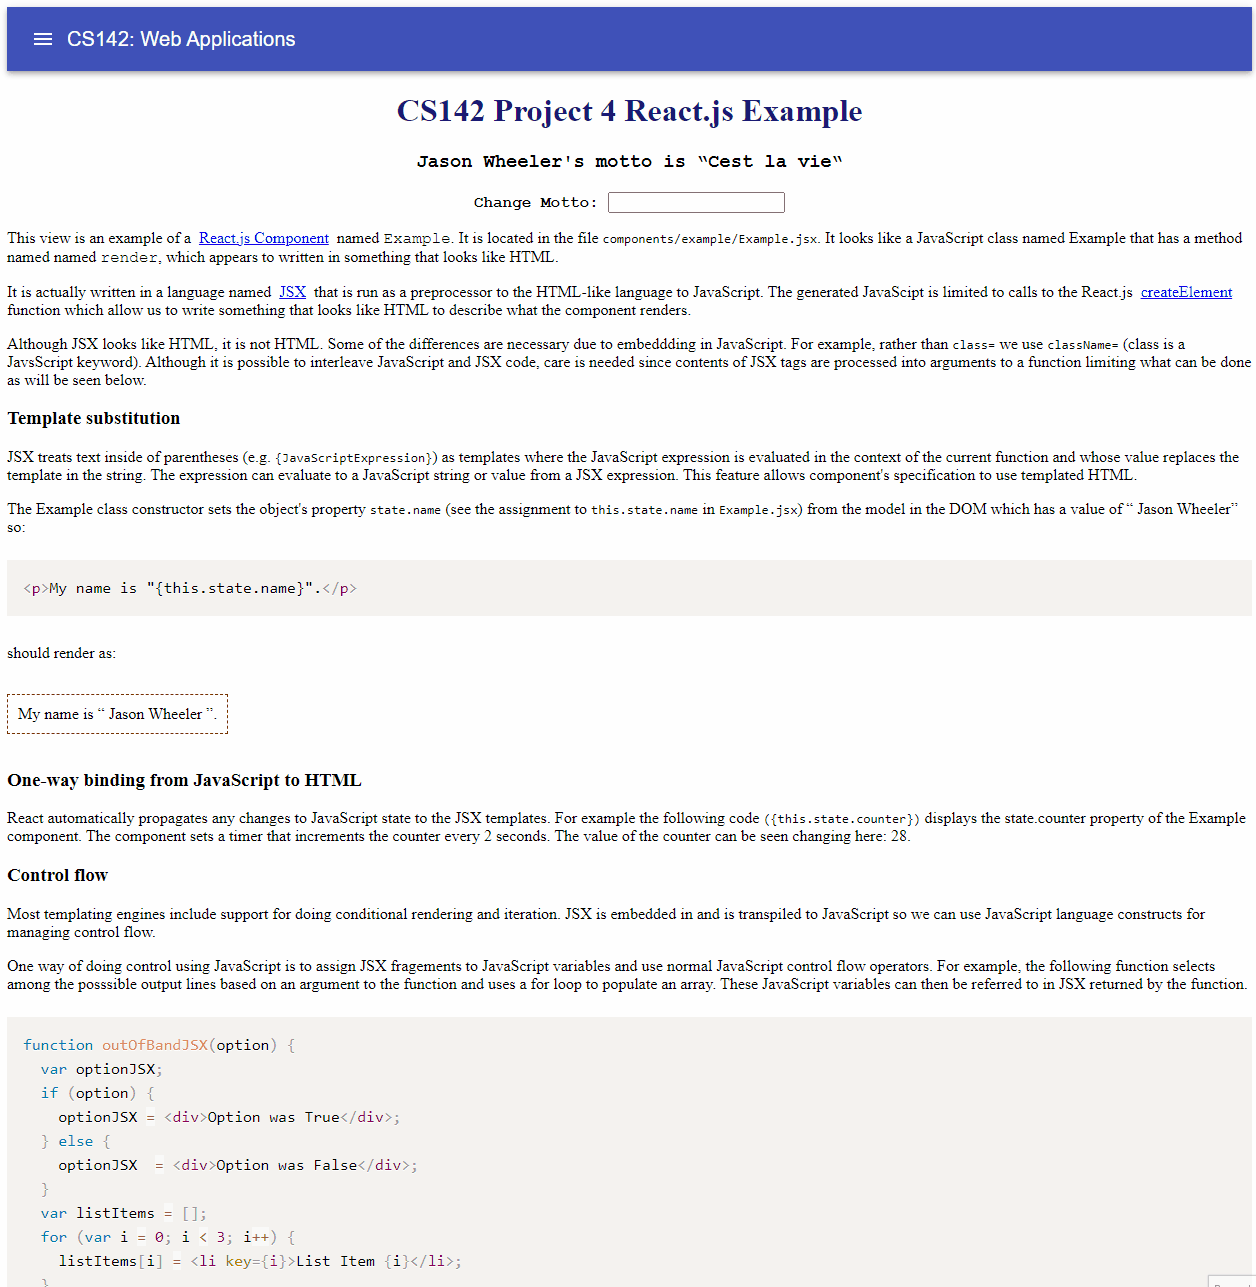 CS142: Web Applications
CS142 Project 4 React.js Example
Jason Wheeler's motto is “Cest la vie“
Change Motto:
This view is an example of a React.js Component named Example. It is located in the file components/example/Example.jsx. It looks like a JavaScript class named Example that has a method
named named render, which appears to written in something that looks like HTML.
It is actually written in a language named JSX that is run as a preprocessor to the HTML-like language to JavaScript. The generated JavaScipt is limited to calls to the React.js createElement
function which allow us to write something that looks like HTML to describe what the component renders.
Although JSX looks like HTML, it is not HTML. Some of the differences are necessary due to embeddding in JavaScript. For example, rather than class= we use className= (class is a
JavsScript keyword). Although it is possible to interleave JavaScript and JSX code, care is needed since contents of JSX tags are processed into arguments to a function limiting what can be done
as will be seen below.
Template substitution
JSX treats text inside of parentheses (e.g. {JavaScriptExpression}) as templates where the JavaScript expression is evaluated in the context of the current function and whose value replaces the
template in the string. The expression can evaluate to a JavaScript string or value from a JSX expression. This feature allows component's specification to use templated HTML.
The Example class constructor sets the object's property state.name (see the assignment to this.state.name in Example.jsx) from the model in the DOM which has a value of “ Jason Wheeler”
so:
<p>My name is "{this.state.name}".</p>
should render as:
My name is “ Jason Wheeler ”.
One-way binding from JavaScript to HTML
React automatically propagates any changes to JavaScript state to the JSX templates. For example the following code ({this.state.counter}) displays the state.counter property of the Example
component. The component sets a timer that increments the counter every 2 seconds. The value of the counter can be seen changing here: 28.
Control flow
Most templating engines include support for doing conditional rendering and iteration. JSX is embedded in and is transpiled to JavaScript so we can use JavaScript language constructs for
managing control flow.
One way of doing control using JavaScript is to assign JSX fragements to JavaScript variables and use normal JavaScript control flow operators. For example, the following function selects
among the posssible output lines based on an argument to the function and uses a for loop to populate an array. These JavaScript variables can then be referred to in JSX returned by the function.
function outOfBandJSX(option) {
var optionJSX;
if (option) {
optionJSX = <div>Option was True</div>;
} else {
optionJSX = <div>Option was False</div>;
}
var listItems = [];
for (var i = 0; i < 3; i++) {
listItems[i] = <li key={i}>List Item {i}</li>;
}